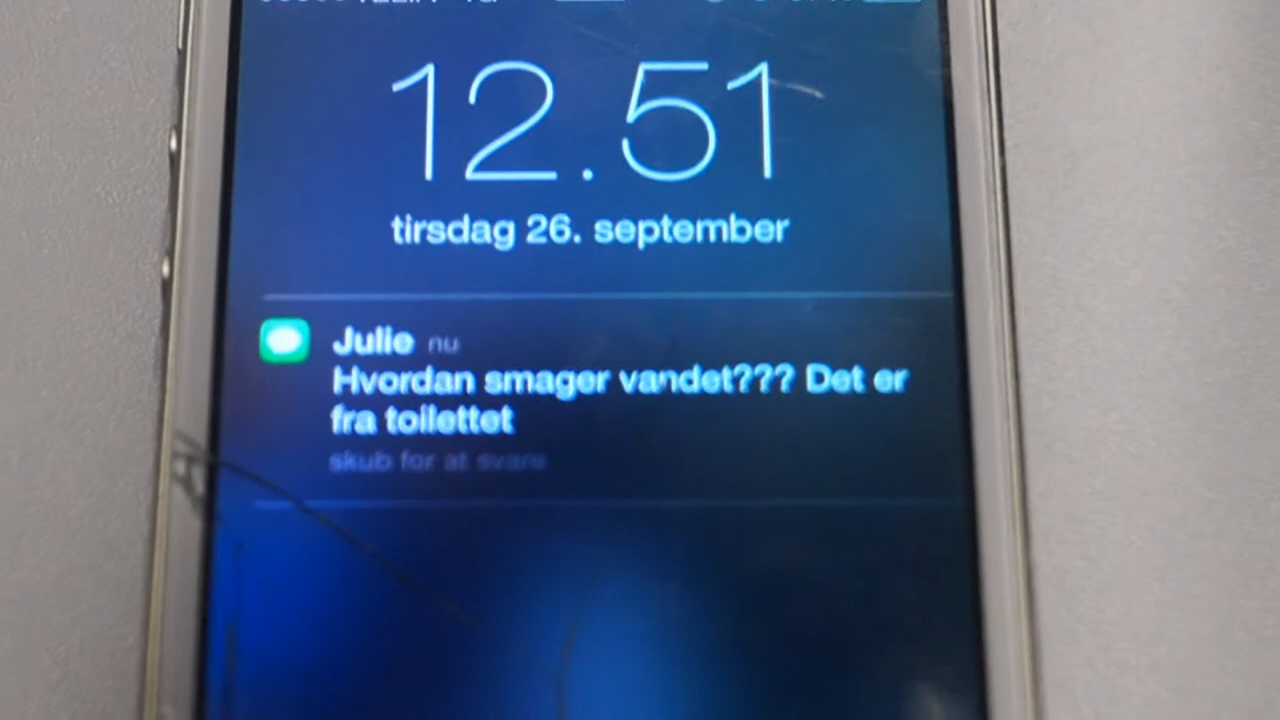 12.51
tirsdag 26. september
Julie nu
Hvordan smager vandet??? Det er
fra toilettet
skub for at svare